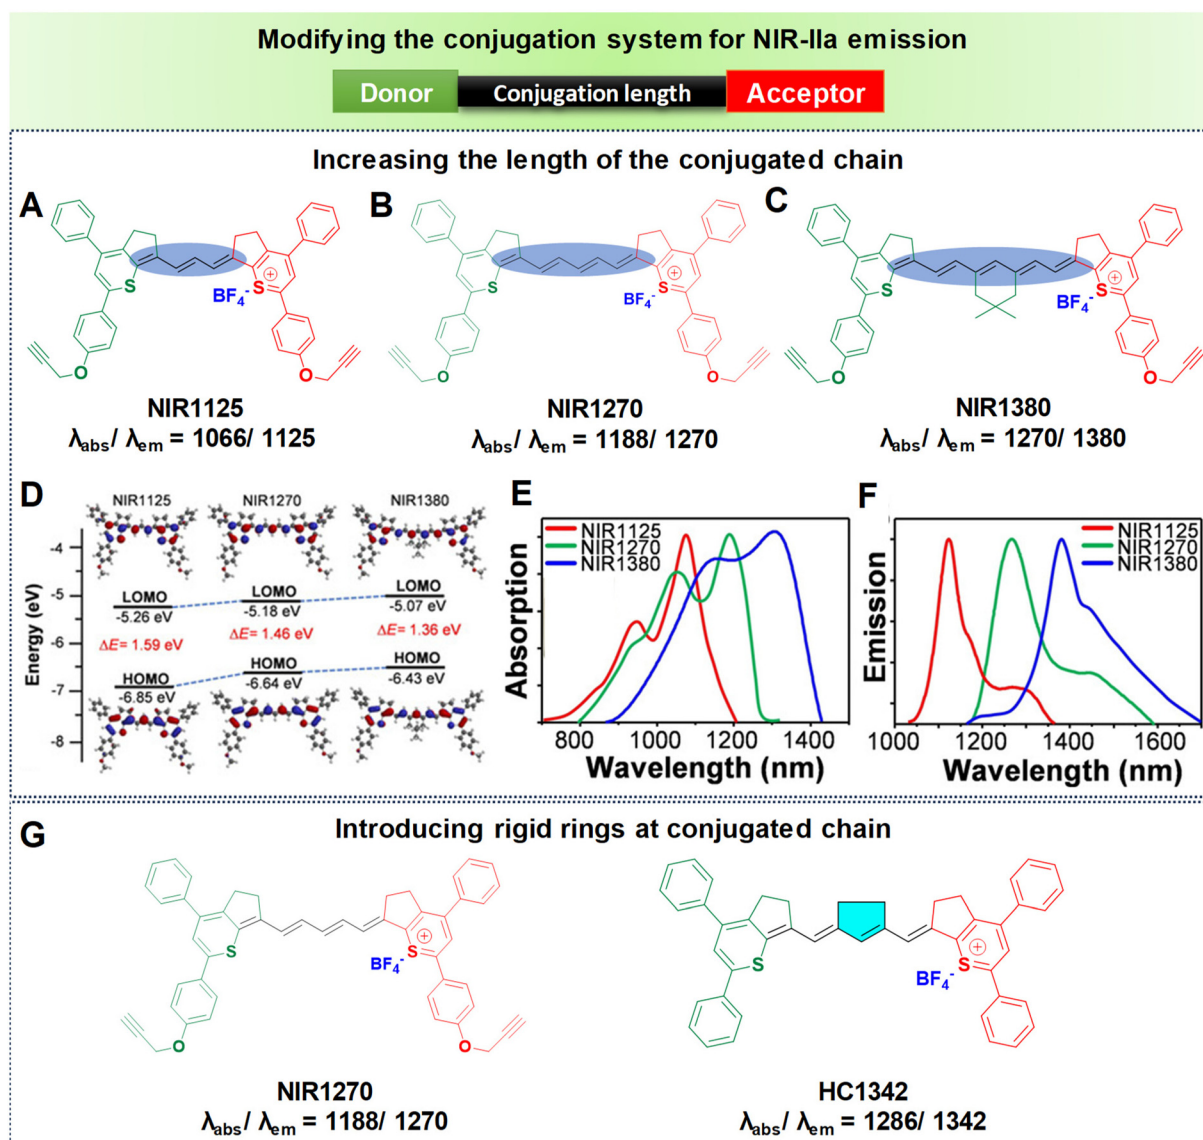 Modifying the conjugation system for NIR-IIa emission
Donor Conjugation length Acceptor
Increasing the length of the conjugated chain
A
S
S
+
BF4-
O
O
NIR1125
λabs/ λem = 1066/ 1125
B
S
S
+
BF4-
O
O
NIR1270
λabs/ λem = 1188/ 1270
C
S
S
+
BF4-
O
O
NIR1380
λabs/ λem = 1270/ 1380
D
NIR1125 NIR1270 NIR1380
Energy (eV)
-4
-5
-6
-7
-8
LOMO
-5.26 eV
LOMO
-5.18 eV
LOMO
-5.07 eV
ΔE= 1.59 eV
ΔE= 1.46 eV
ΔE= 1.36 eV
HOMO
-6.85 eV
HOMO
-6.64 eV
HOMO
-6.43 eV
E
NIR1125
NIR1270
NIR1380
Absorption
800 1000 1200 1400
Wavelength (nm)
F
NIR1125
NIR1270
NIR1380
Emission
1000 1200 1400 1600
Wavelength (nm)
G
Introducing rigid rings at conjugated chain
S
S
+
BF4-
O
O
NIR1270
λabs/ λem = 1188/ 1270
S
S
+
BF4-
HC1342
λabs/ λem = 1286/ 1342